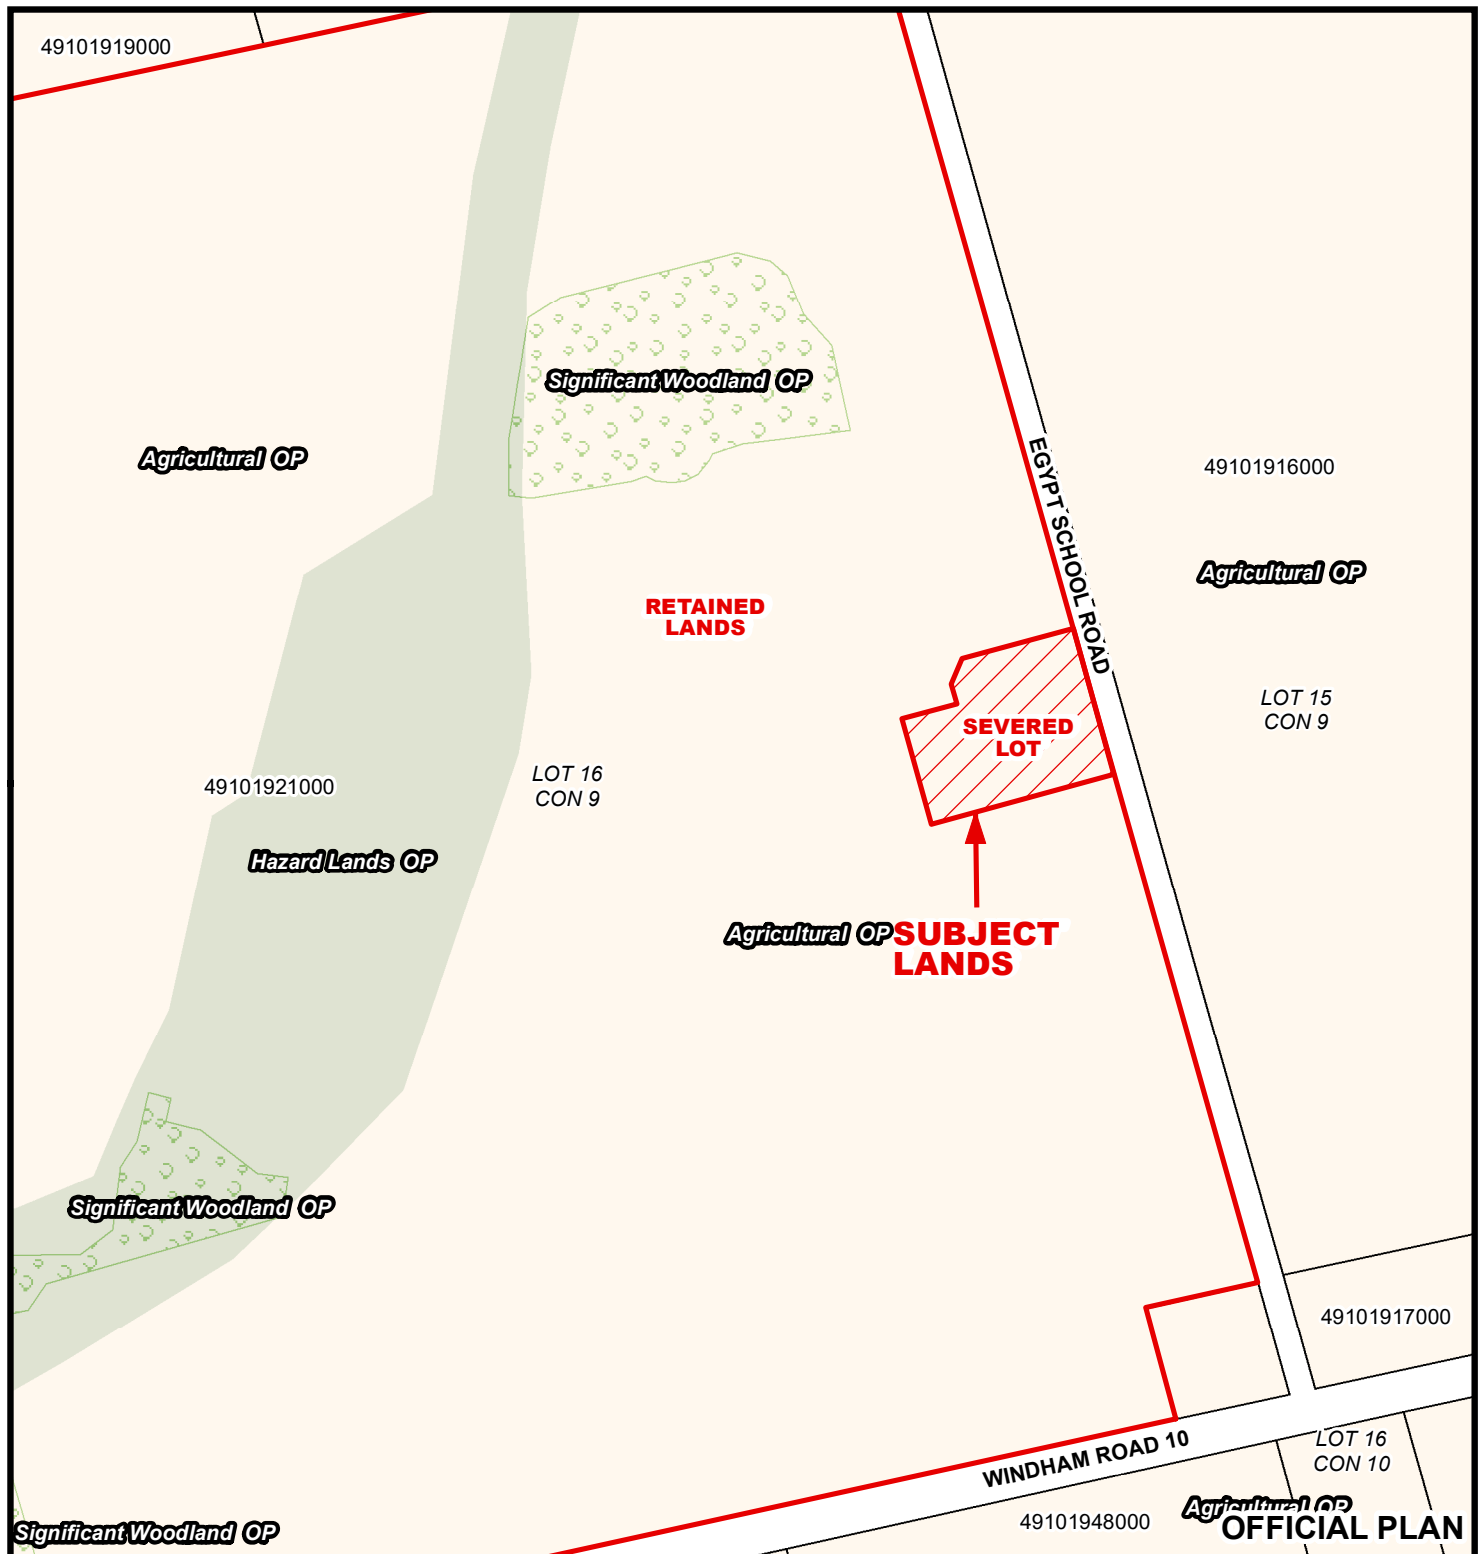 49101919000
Significant Woodland OP
Agricultural OP
EGYPT SCHOOL ROAD
49101916000
Agricultural OP
RETAINED
LANDS
LOT 15
CON 9
SEVERED
LOT
49101921000
LOT 16
CON 9
Hazard Lands OP
Agricultural OP
SUBJECT
LANDS
Significant Woodland OP
49101917000
WINDHAM ROAD 10
LOT 16
CON 10
Significant Woodland OP
49101948000
Agricultural OP
OFFICIAL PLAN